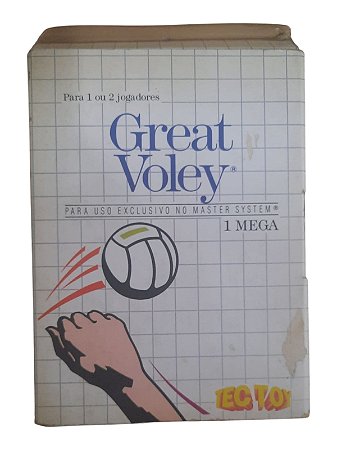 Para 1 ou 2 jogadores
Great
Voley®
PARA USO EXCLUSIVO NO MASTER SYSTEM®
1 MEGA
TEC TOY